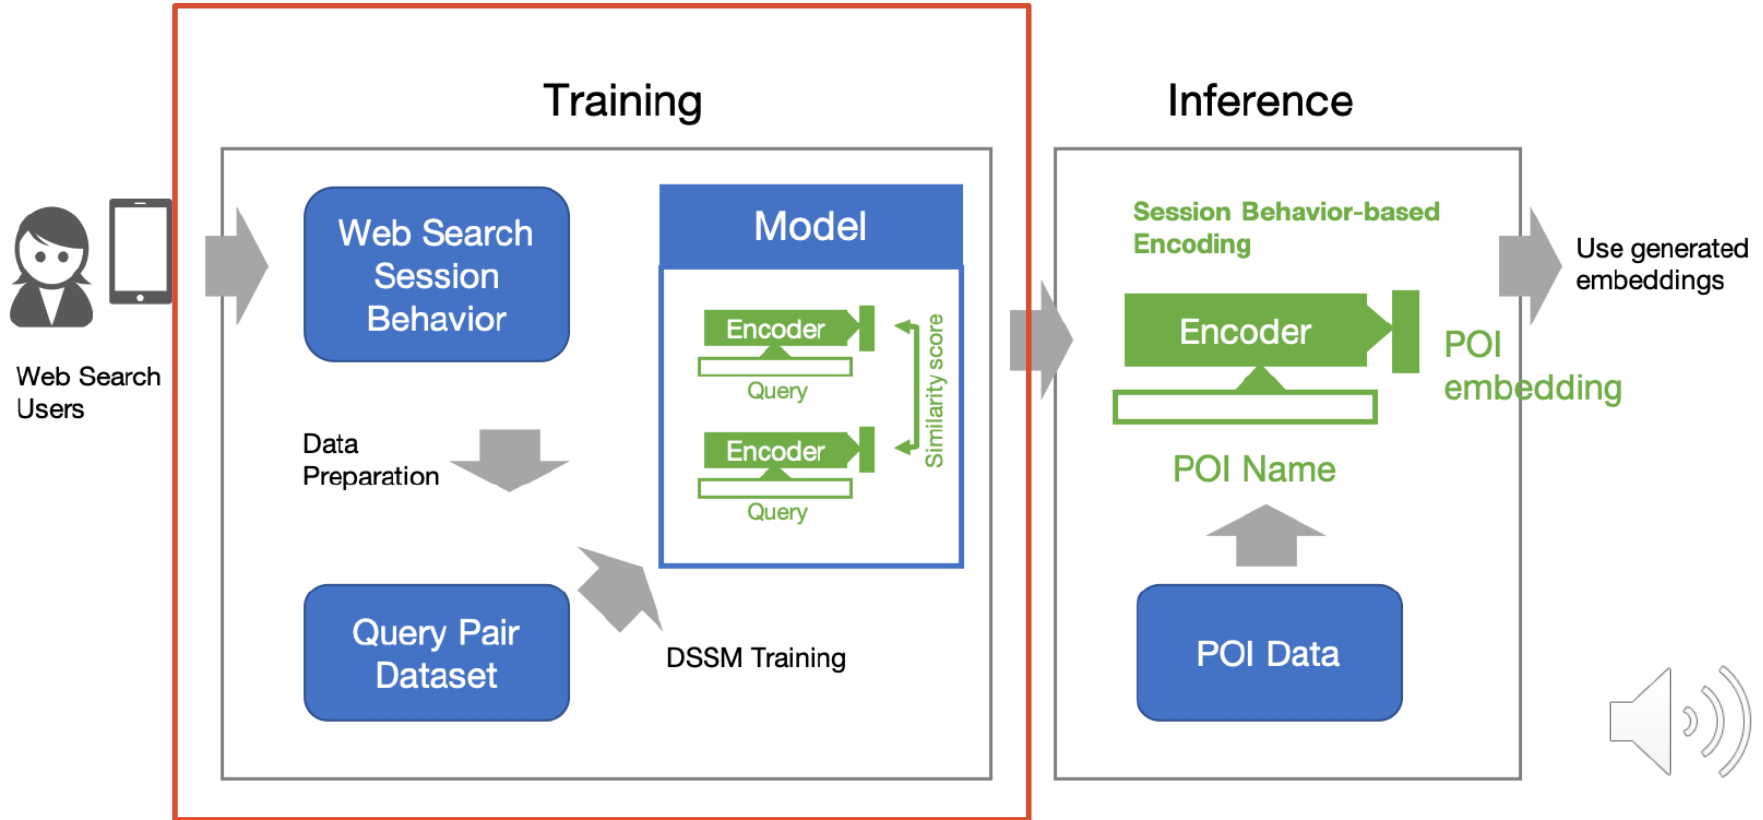 Training
Inference
Web Search
Users
Web Search
Session
Behavior
Data
Preparation
Query Pair
Dataset
DSSM Training
Model
Encoder
Query
Encoder
Query
Similarity score
Session Behavior-based
Encoding
Encoder
POI
embedding
POI Name
POI Data
Use generated
embeddings